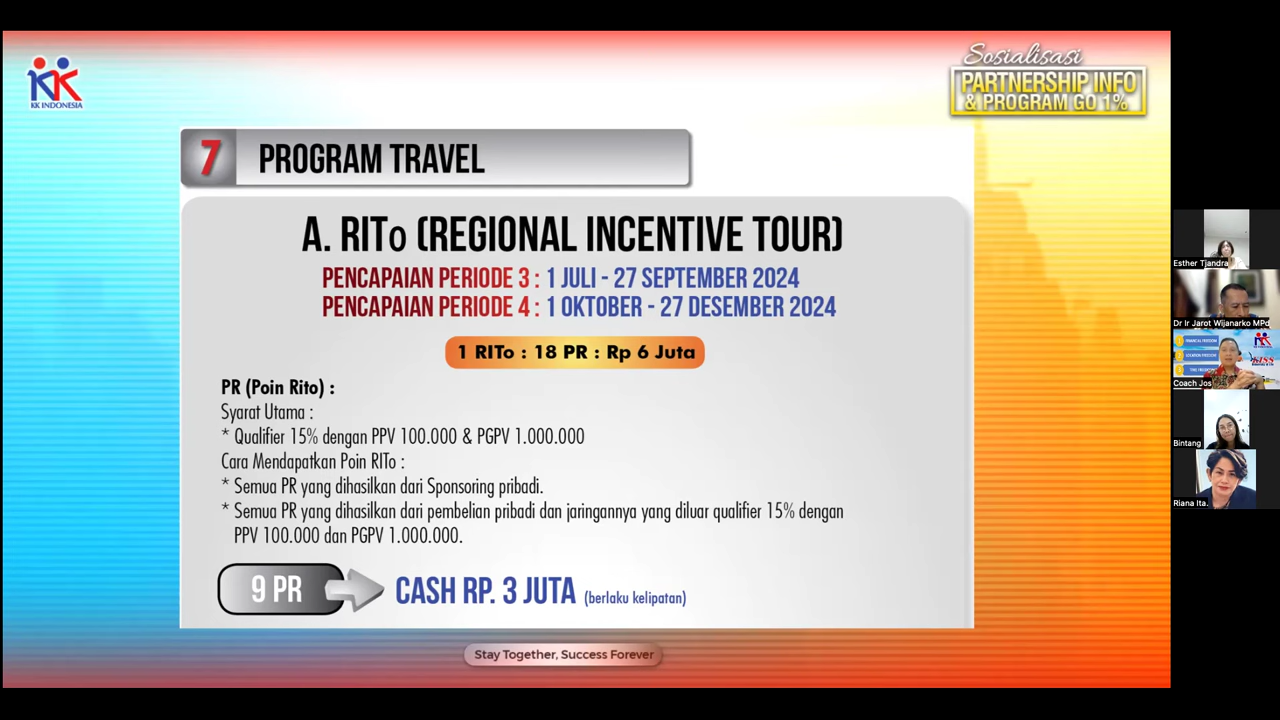 KK INDONESIA
Sosialisasi
PARTNERSHIP INFO
& PROGRAM GO 1%
7 PROGRAM TRAVEL
A. RITo (REGIONAL INCENTIVE TOUR)
PENCAPAIAN PERIODE 3 : 1 JULI - 27 SEPTEMBER 2024
PENCAPAIAN PERIODE 4 : 1 OKTOBER - 27 DESEMBER 2024
1 RITo : 18 PR : Rp 6 Juta
PR (Poin Rito) :
Syarat Utama :
* Qualifier 15% dengan PPV 100.000 & PGPV 1.000.000
Cara Mendapatkan Poin RITo :
* Semua PR yang dihasilkan dari Sponsoring pribadi.
* Semua PR yang dihasilkan dari pembelian pribadi dan jaringannya yang diluar qualifier 15% dengan
PPV 100.000 dan PGPV 1.000.000.
9 PR CASH RP. 3 JUTA (berlaku kelipatan)
Stay Together, Success Forever
Esther Tjandra
Dr Ir Jarot Wijanarko MPd
FINANCIAL FREEDOM
LOCATION FREEDOM
KISS
Coach Jos
Bintang
Riana Ita.